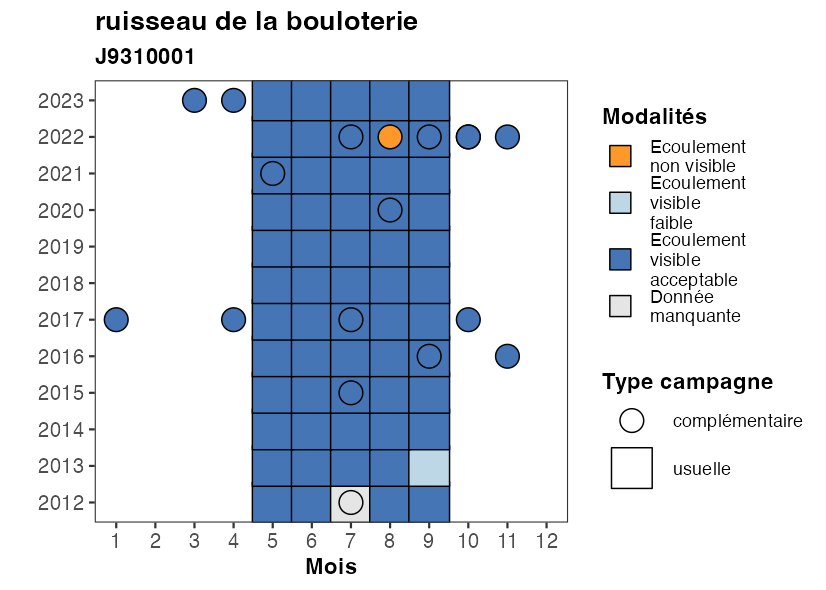 ruisseau de la bouloterie
J9310001
2023
2022
2021
2020
2019
2018
2017
2016
2015
2014
2013
2012
1 2 3 4 5 6 7 8 9 10 11 12
Mois
Modalités
Ecoulement
non visible
Ecoulement
visible
faible
Ecoulement
visible
acceptable
Donnée
manquante
Type campagne
complémentaire
usuelle